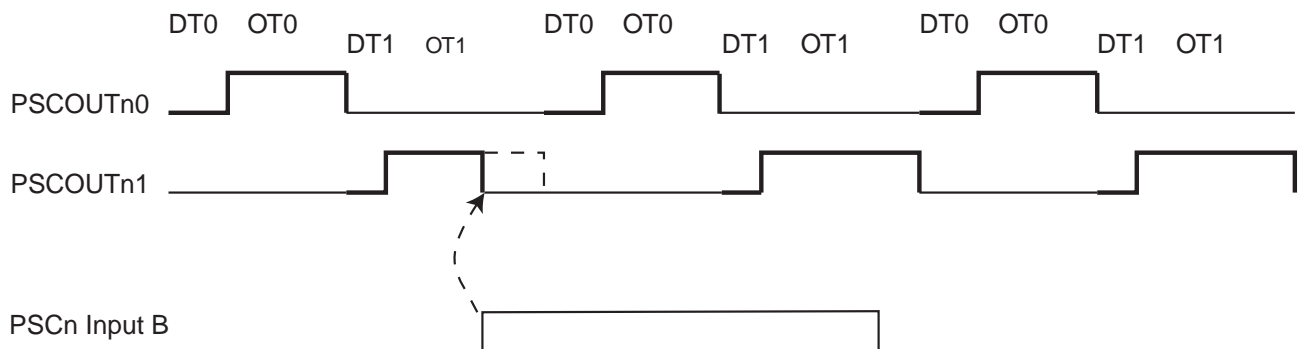 DT0 OT0 DT0 OT0 DT0 OT0
DT1 OT1 DT1 OT1 DT1 OT1
PSCOUTn0
PSCOUTn1
PSCn Input B